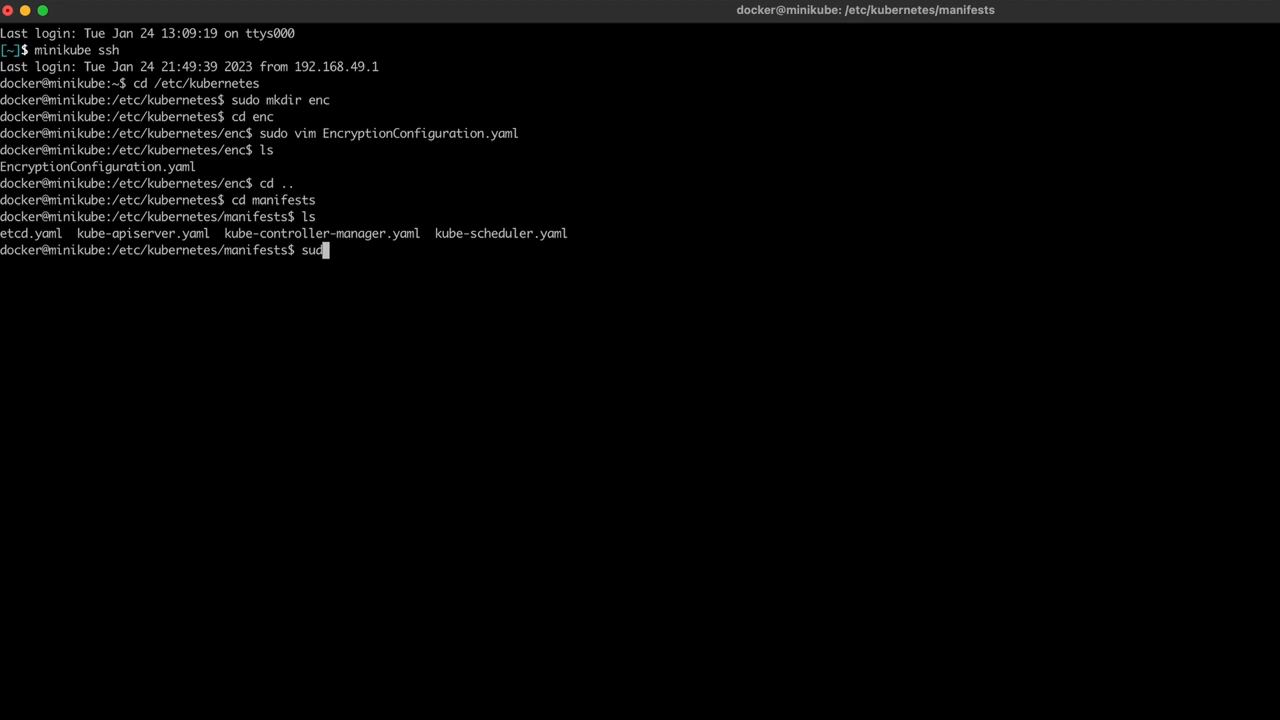 docker@minikube: /etc/kubernetes/manifests
Last login: Tue Jan 24 13:09:19 on ttys000
[~]$ minikube ssh
Last login: Tue Jan 24 21:49:39 2023 from 192.168.49.1
docker@minikube:~$ cd /etc/kubernetes
docker@minikube:/etc/kubernetes$ sudo mkdir enc
docker@minikube:/etc/kubernetes$ cd enc
docker@minikube:/etc/kubernetes/enc$ sudo vim EncryptionConfiguration.yaml
docker@minikube:/etc/kubernetes/enc$ ls
EncryptionConfiguration.yaml
docker@minikube:/etc/kubernetes/enc$ cd ..
docker@minikube:/etc/kubernetes$ cd manifests
docker@minikube:/etc/kubernetes/manifests$ ls
etcd.yaml  kube-apiserver.yaml  kube-controller-manager.yaml  kube-scheduler.yaml
docker@minikube:/etc/kubernetes/manifests$ sud